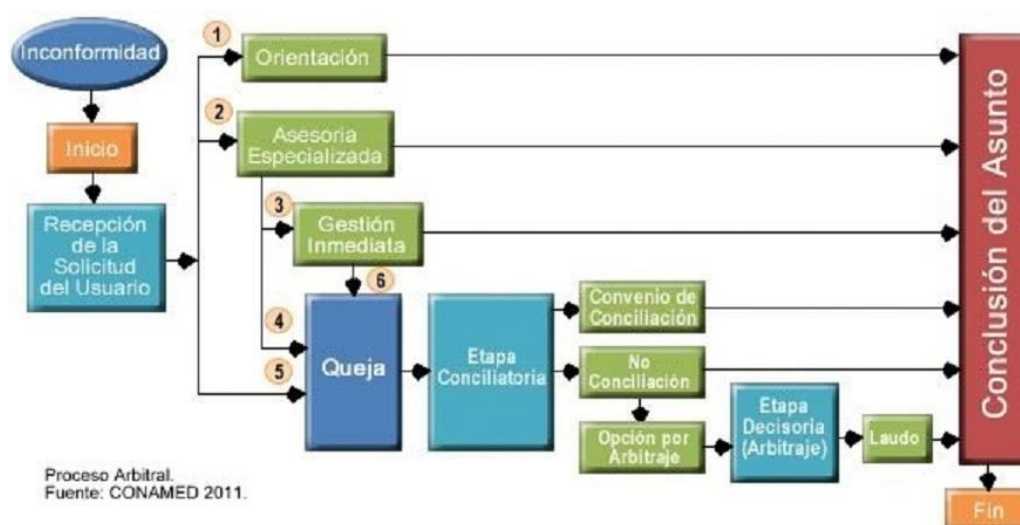 Inconformidad
Inicio
Recepción
de la
Solicitud
del Usuario
1
Orientación
2
Asesoría
Especializada
3
Gestión
Inmediata
6
4
5
Queja
Etapa
Conciliatoria
Convenio de
Conciliación
No
Conciliación
Opción por
Arbitraje
Etapa
Decisoria
(Arbitraje)
Laudo
Conclusión del Asunto
Fin
Proceso Arbitral.
Fuente: CONAMED 2011.